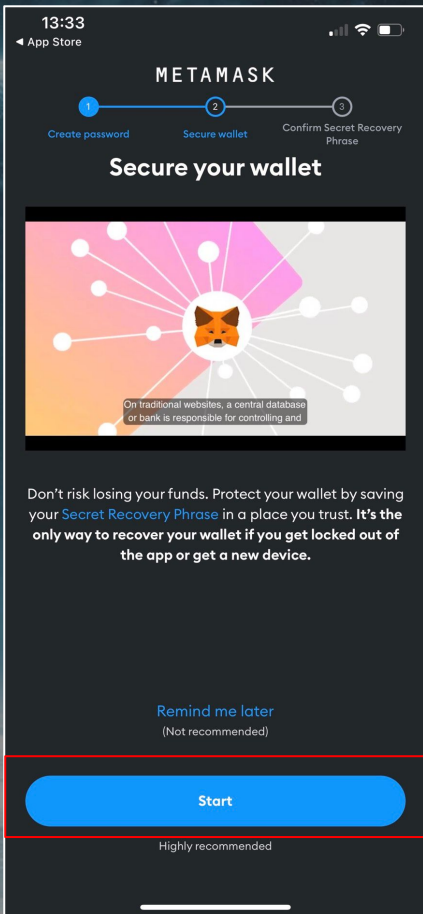 13:33
◀ App Store
METAMASK
1
2
3
Create password
Secure wallet
Confirm Secret Recovery
Phrase
Secure your wallet
On traditional websites, a central database
or bank is responsible for controlling and
Don't risk losing your funds. Protect your wallet by saving
your Secret Recovery Phrase in a place you trust. It's the
only way to recover your wallet if you get locked out of
the app or get a new device.
Remind me later
(Not recommended)
Start
Highly recommended